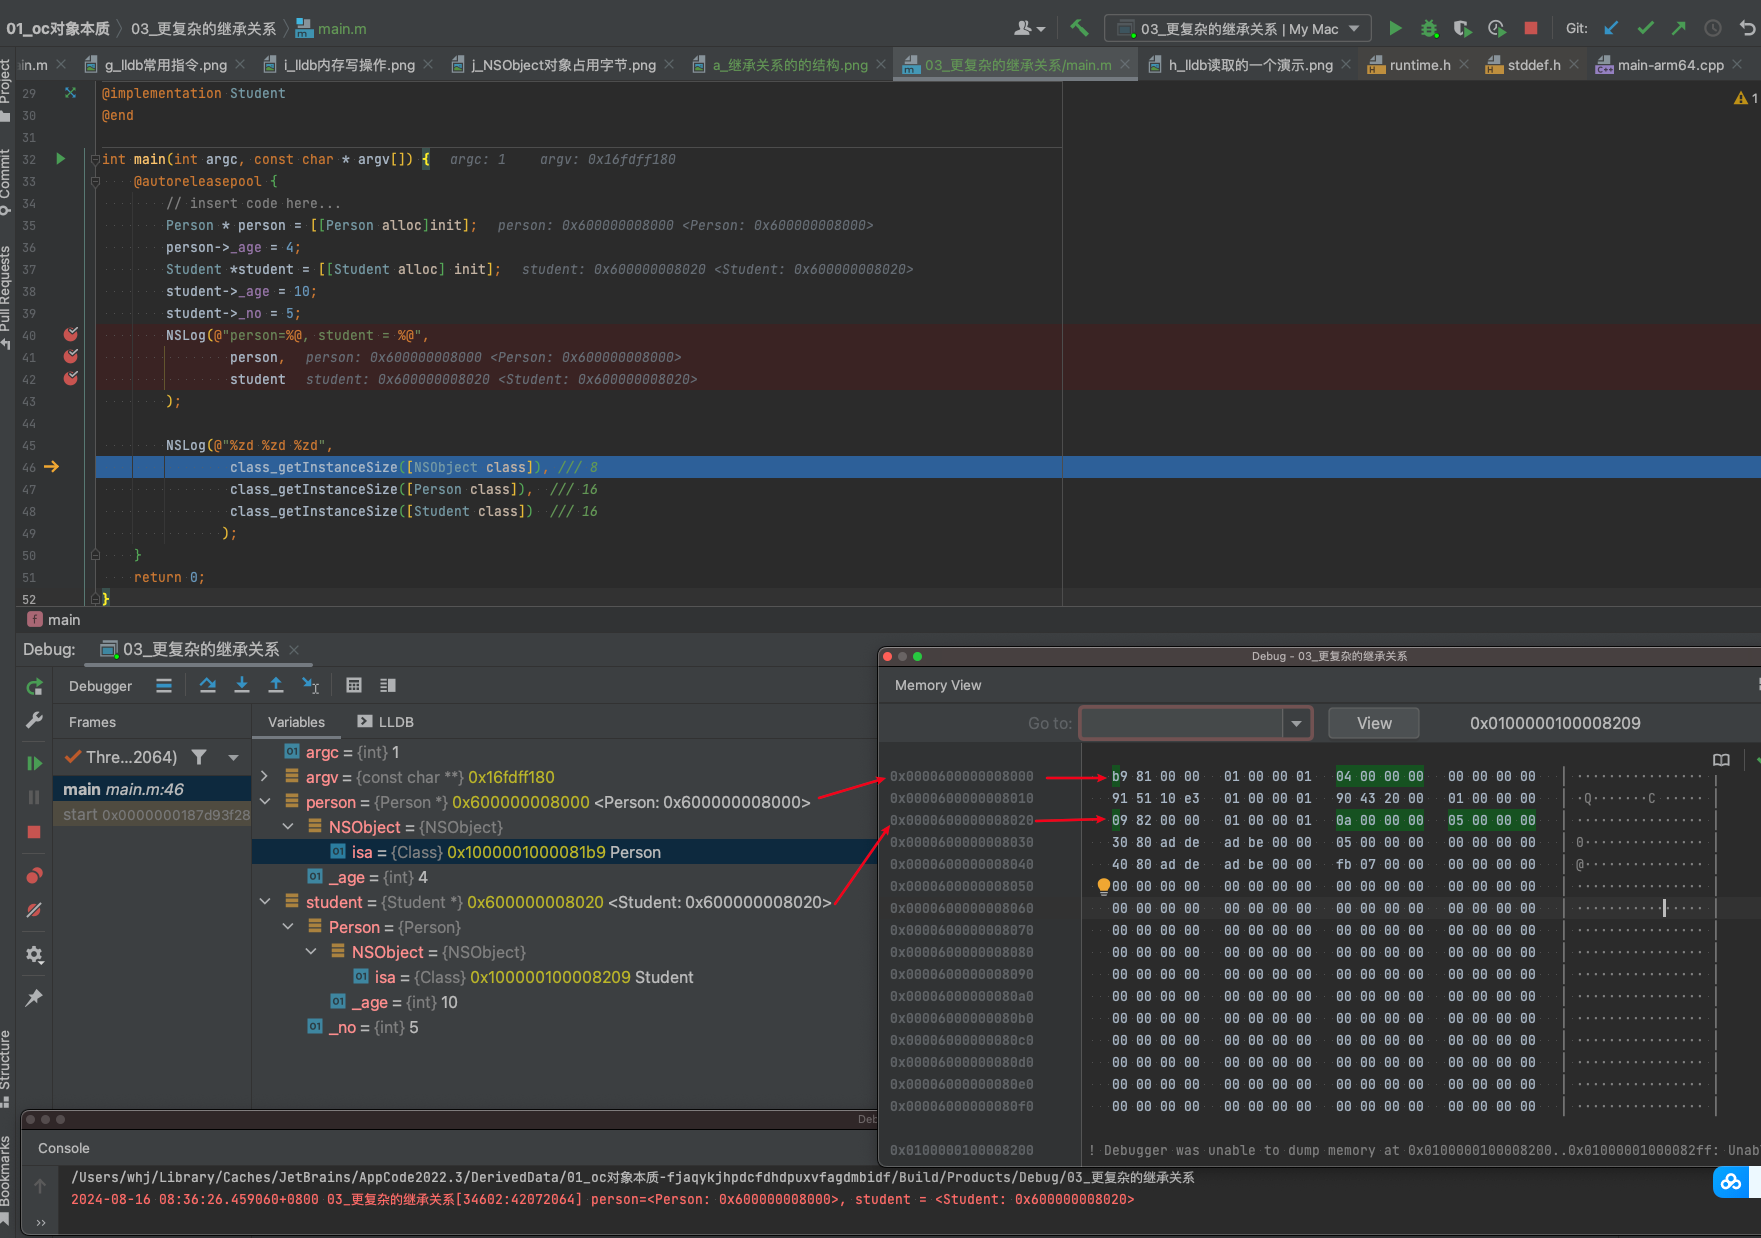 01_oc对象本质 〉 03_更复杂的继承关系 〉 main.m
03_更复杂的继承关系 | My Mac
Git:
in.m
g_lldb常用指令.png
i_lldb内存写操作.png
j_NSObject对象占用字节.png
a_继承关系的的结构.png
03_更复杂的继承关系/main.m
h_lldb读取的一个演示.png
runtime.h
stddef.h
main-arm64.cpp
Project
Commit
Pull Requests
Structure
Bookmarks
1
29 @implementation Student
30 @end
31
32 int main(int argc, const char * argv[]) { argc: 1 argv: 0x16fdff180
33 @autoreleasepool {
34 // insert code here...
35 Person * person = [[Person alloc]init]; person: 0x600000008000 <Person: 0x600000008000>
36 person->_age = 4;
37 Student *student = [[Student alloc] init]; student: 0x600000008020 <Student: 0x600000008020>
38 student->_age = 10;
39 student->_no = 5;
40 NSLog(@"person=%@, student = %@",
41 person, person: 0x600000008000 <Person: 0x600000008000>
42 student student: 0x600000008020 <Student: 0x600000008020>
43 );
44
45 NSLog(@"%zd %zd %zd",
46 class_getInstanceSize([NSObject class]), /// 8
47 class_getInstanceSize([Person class]), /// 16
48 class_getInstanceSize([Student class]) /// 16
49 );
50 }
51 return 0;
52 }
f main
Debug: 03_更复杂的继承关系
Debugger
Frames
Variables
LLDB
Thre...2064)
main main.m:46
start 0x0000000187d93f28
argc = {int} 1
argv = {const char **} 0x16fdff180
person = {Person *} 0x600000008000 <Person: 0x600000008000>
NSObject = {NSObject}
isa = {Class} 0x1000001000081b9 Person
_age = {int} 4
student = {Student *} 0x600000008020 <Student: 0x600000008020>
Person = {Person}
NSObject = {NSObject}
isa = {Class} 0x100000100008209 Student
_age = {int} 10
_no = {int} 5
Debug - 03_更复杂的继承关系
Memory View
Go to:
View
0x0100000100008209
0x0000600000008000 b9 81 00 00 01 00 00 01 04 00 00 00 00 00 00 00 | ················ |
0x0000600000008010 91 51 10 e3 01 00 00 01 90 43 20 00 01 00 00 00 | ·Q·······C ····· |
0x0000600000008020 09 82 00 00 01 00 00 01 0a 00 00 00 05 00 00 00 | ················ |
0x0000600000008030 30 80 ad de ad be 00 00 05 00 00 00 00 00 00 00 | 0··············· |
0x0000600000008040 40 80 ad de ad be 00 00 fb 07 00 00 00 00 00 00 | @··············· |
0x0000600000008050 00 00 00 00 00 00 00 00 00 00 00 00 00 00 00 00 | ················ |
0x0000600000008060 00 00 00 00 00 00 00 00 00 00 00 00 00 00 00 00 | ················ |
0x0000600000008070 00 00 00 00 00 00 00 00 00 00 00 00 00 00 00 00 | ················ |
0x0000600000008080 00 00 00 00 00 00 00 00 00 00 00 00 00 00 00 00 | ················ |
0x0000600000008090 00 00 00 00 00 00 00 00 00 00 00 00 00 00 00 00 | ················ |
0x00006000000080a0 00 00 00 00 00 00 00 00 00 00 00 00 00 00 00 00 | ················ |
0x00006000000080b0 00 00 00 00 00 00 00 00 00 00 00 00 00 00 00 00 | ················ |
0x00006000000080c0 00 00 00 00 00 00 00 00 00 00 00 00 00 00 00 00 | ················ |
0x00006000000080d0 00 00 00 00 00 00 00 00 00 00 00 00 00 00 00 00 | ················ |
0x00006000000080e0 00 00 00 00 00 00 00 00 00 00 00 00 00 00 00 00 | ················ |
0x00006000000080f0 00 00 00 00 00 00 00 00 00 00 00 00 00 00 00 00 | ················ |
0x0100000100008200 ! Debugger was unable to dump memory at 0x0100000100008200..0x01000001000082ff: Unab
Deb
Console
/Users/whj/Library/Caches/JetBrains/AppCode2022.3/DerivedData/01_oc对象本质-fjaqykjhpdcfdhdpuxvfagdmbidf/Build/Products/Debug/03_更复杂的继承关系
2024-08-16 08:36:26.459060+0800 03_更复杂的继承关系[34602:42072064] person=<Person: 0x600000008000>, student = <Student: 0x600000008020>